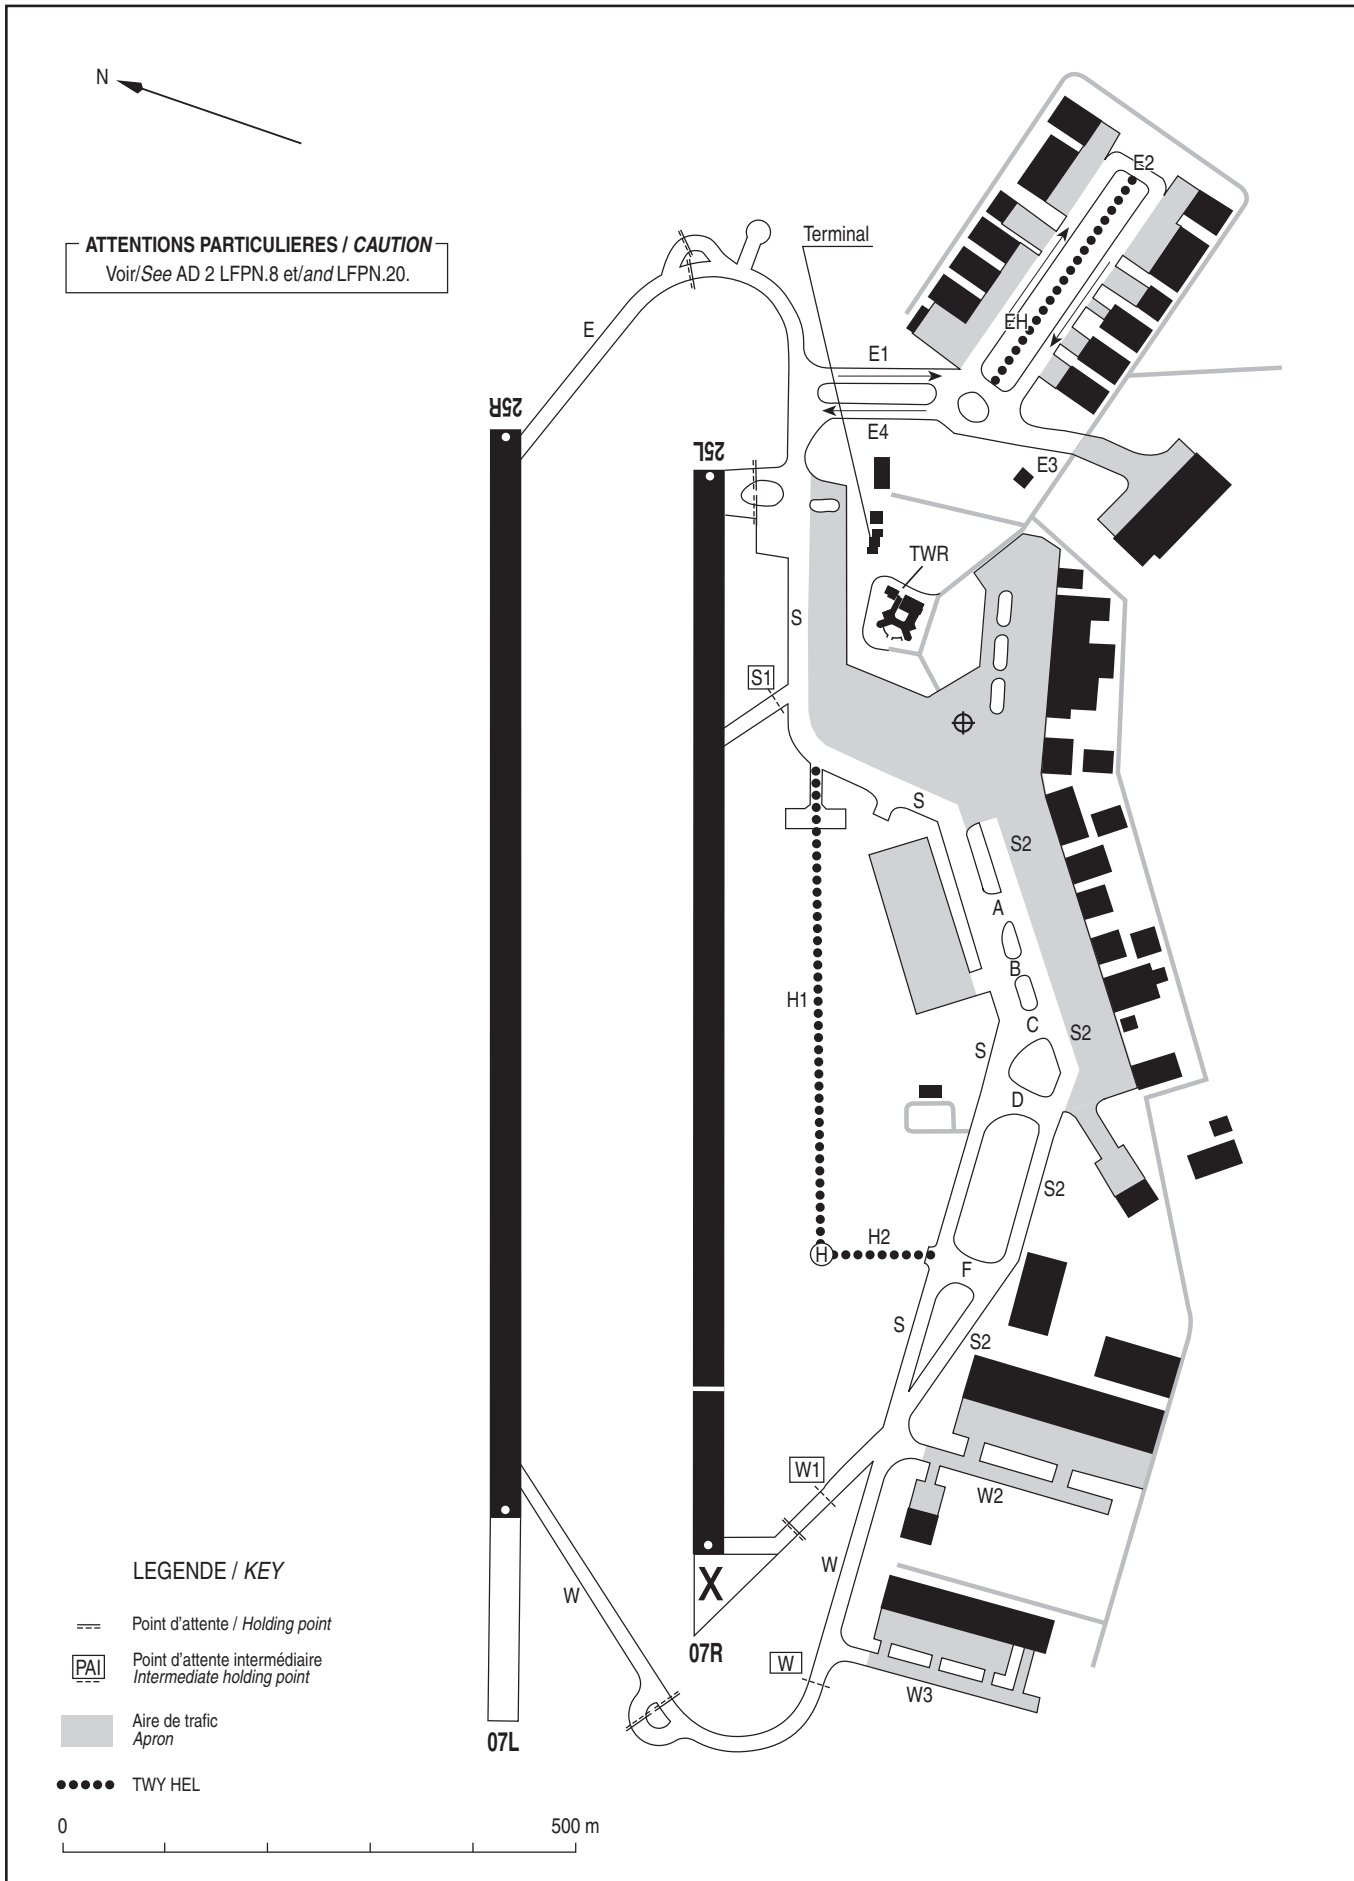 N
ATTENTIONS PARTICULIERES / CAUTION
Voir/See AD 2 LFPN.8 et/and LFPN.20.
Terminal
E2
EH
E
E1
25R
25L
E4
E3
TWR
S
S1
S
S2
A
B
H1
C
S2
S
D
S2
H2
H
F
S
S2
W1
W2
X
W
W
07R
W
W3
07L
LEGENDE / KEY
Point d'attente / Holding point
PAI
Point d'attente intermédiaire
Intermediate holding point
Aire de trafic
Apron
TWY HEL
0
500 m